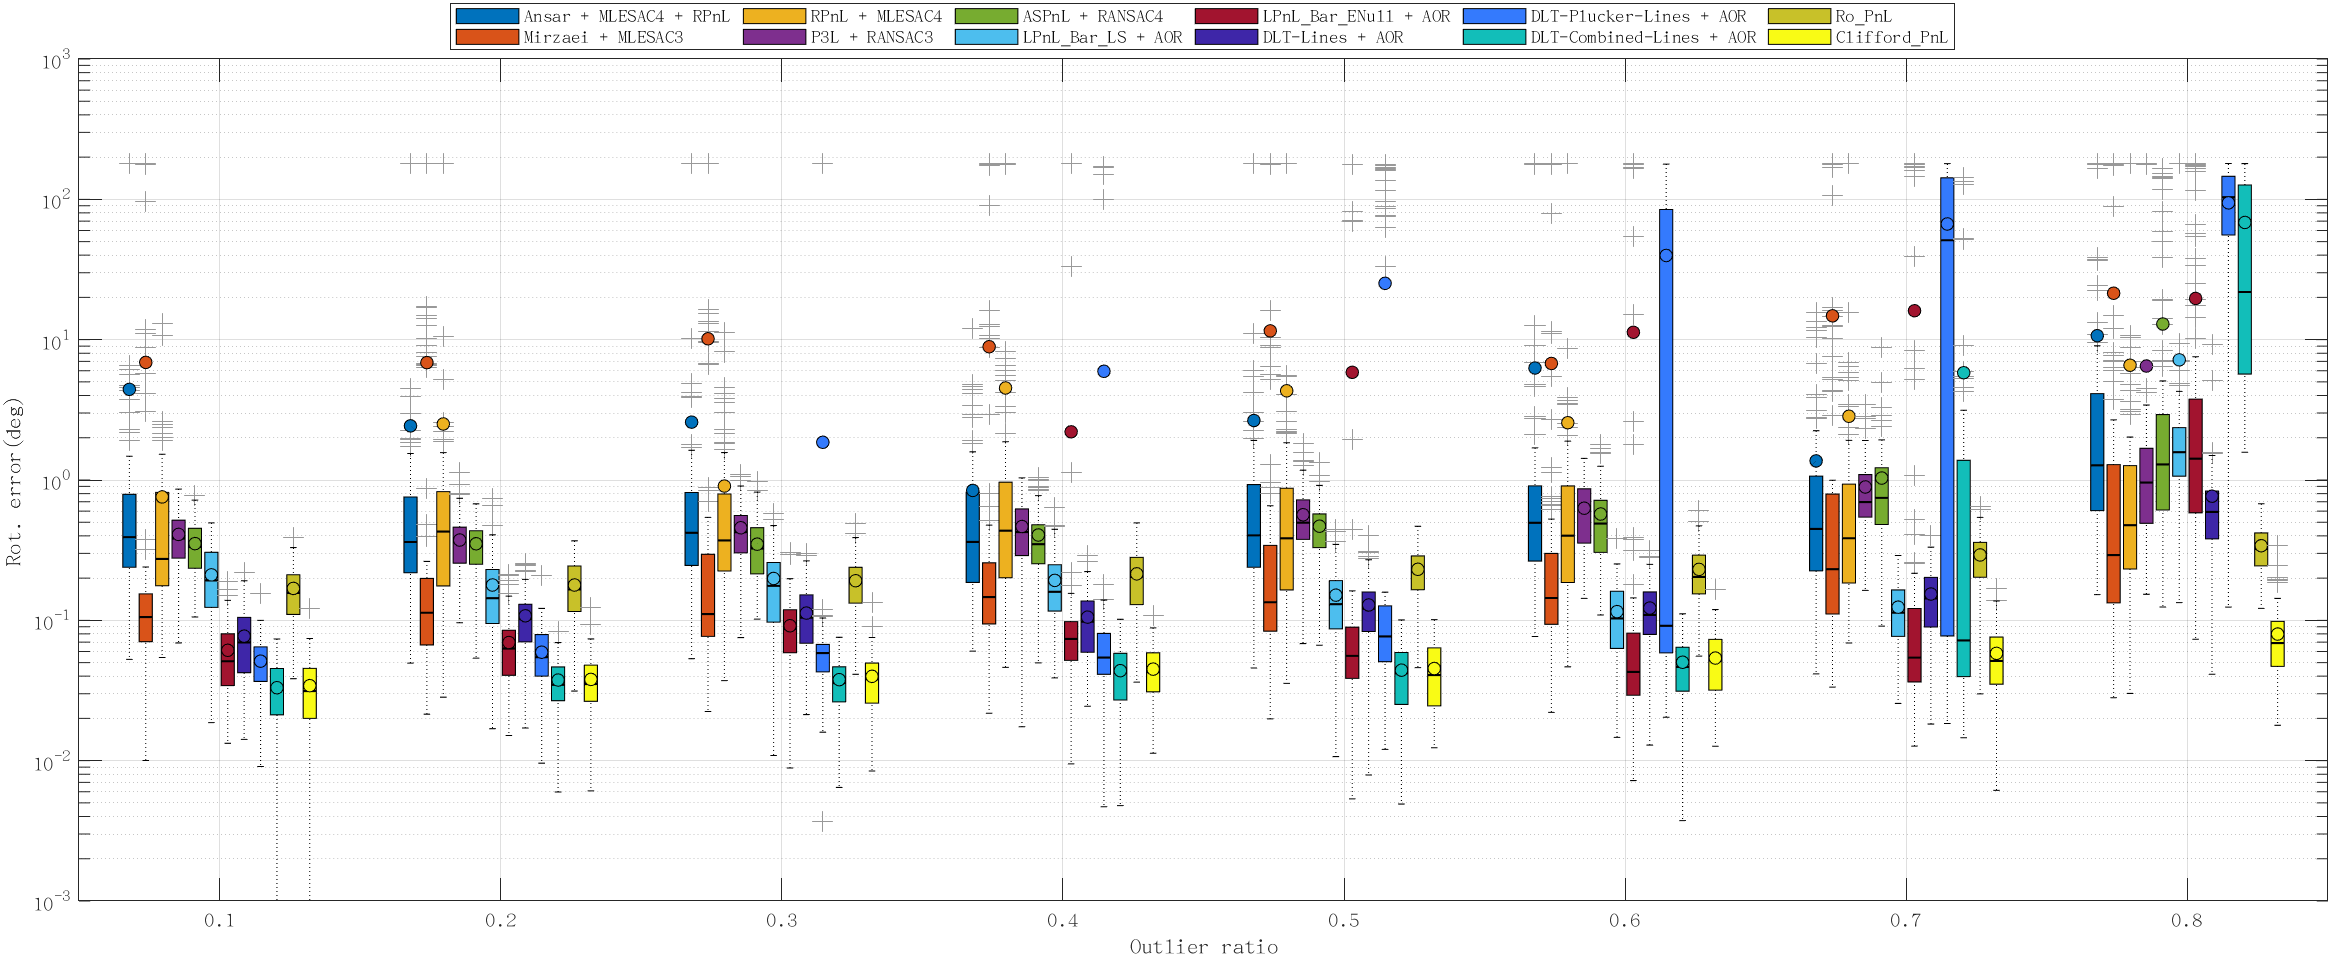 Ansar + MLESAC4 + RPnL RPnL + MLESAC4 ASPnL + RANSAC4 LPnL_Bar_ENull + AOR DLT-Plucker-Lines + AOR Ro_PnL
Mirzaei + MLESAC3 P3L + RANSAC3 LPnL_Bar_LS + AOR DLT-Lines + AOR DLT-Combined-Lines + AOR Clifford_PnL
10^3
10^2
10^1
10^0
10^-1
10^-2
10^-3
Rot. error(deg)
0.1 0.2 0.3 0.4 0.5 0.6 0.7 0.8
Outlier ratio